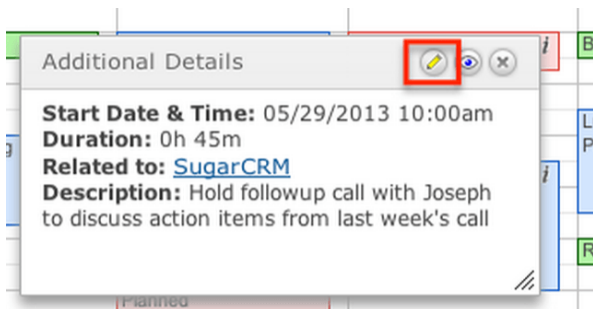 Additional Details
i
B
Start Date & Time: 05/29/2013 10:00am
Duration: 0h 45m
Related to: SugarCRM
Description: Hold followup call with Joseph
to discuss action items from last week's call
L
P
g
i
R
Planned